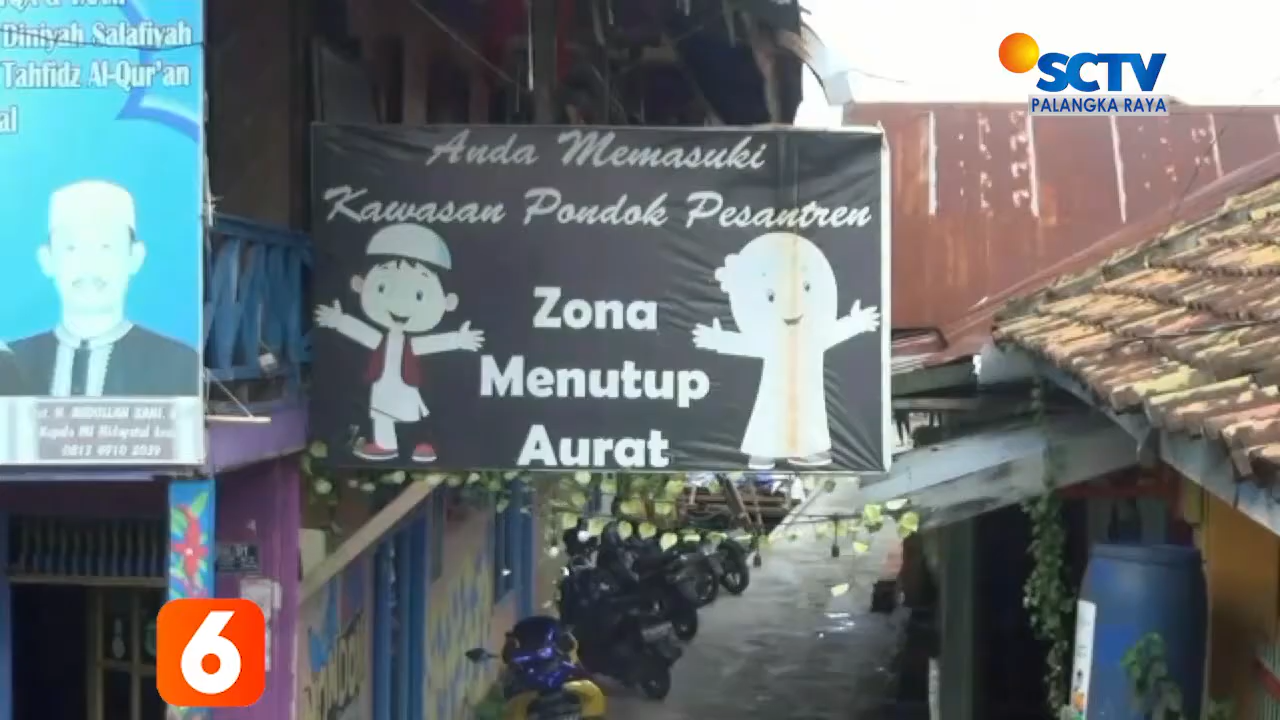 Diniyah Salafiyah
Tahfidz Al-Qur'an
Anda Memasuki
Kawasan Pondok Pesantren
Zona
Menutup
Aurat
SCTV
PALANGKA RAYA
6